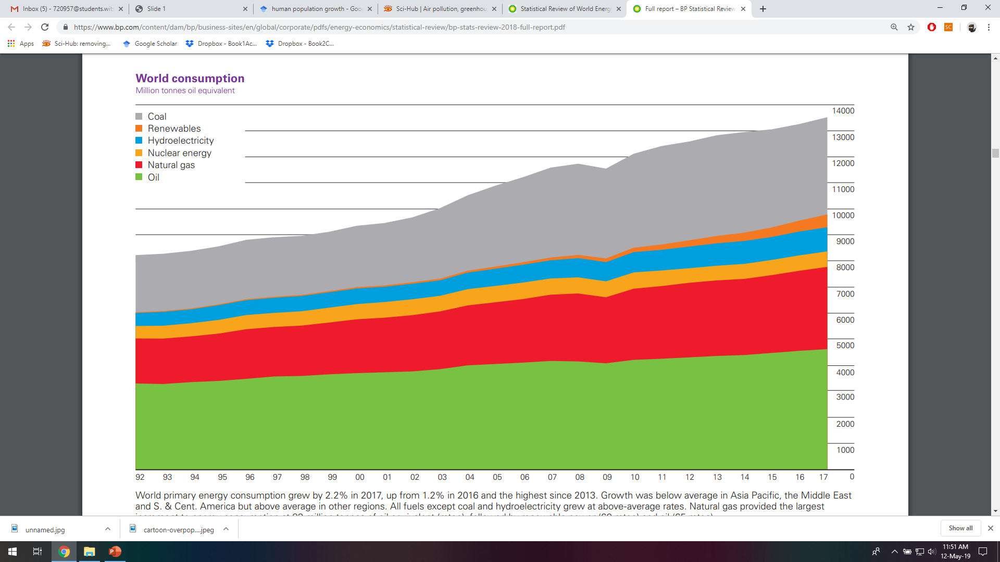 Inbox (5) - 720957@students.wit
Slide 1
human population growth - Goo
Sci-Hub | Air pollution, greenhou
Statistical Review of World Energ
Full report – BP Statistical Review
https://www.bp.com/content/dam/bp/business-sites/en/global/corporate/pdfs/energy-economics/statistical-review/bp-stats-review-2018-full-report.pdf
SC
Apps
Sci-Hub: removing...
Google Scholar
Dropbox - Book1Ac...
Dropbox - Book2C...
World consumption
Million tonnes oil equivalent
Coal
Renewables
Hydroelectricity
Nuclear energy
Natural gas
Oil
14000
13000
12000
11000
10000
9000
8000
7000
6000
5000
4000
3000
2000
1000
92 93 94 95 96 97 98 99 00 01 02 03 04 05 06 07 08 09 10 11 12 13 14 15 16 17 0
World primary energy consumption grew by 2.2% in 2017, up from 1.2% in 2016 and the highest since 2013. Growth was below average in Asia Pacific, the Middle East
and S. & Cent. America but above average in other regions. All fuels except coal and hydroelectricity grew at above-average rates. Natural gas provided the largest
unnamed.jpg
cartoon-overpop....jpeg
Show all
11:51 AM
12-May-19